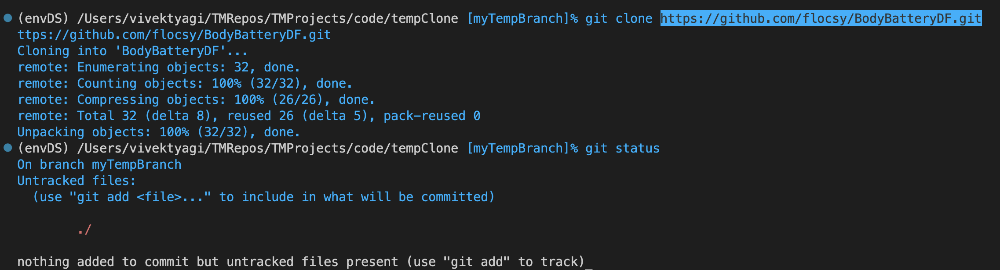 (envDS) /Users/vivektyagi/TMRepos/TMProjects/code/tempClone [myTempBranch]% git clone https://github.com/flocsy/BodyBatteryDF.git
ttps://github.com/flocsy/BodyBatteryDF.git
Cloning into 'BodyBatteryDF'...
remote: Enumerating objects: 32, done.
remote: Counting objects: 100% (32/32), done.
remote: Compressing objects: 100% (26/26), done.
remote: Total 32 (delta 8), reused 26 (delta 5), pack-reused 0
Unpacking objects: 100% (32/32), done.
(envDS) /Users/vivektyagi/TMRepos/TMProjects/code/tempClone [myTempBranch]% git status
On branch myTempBranch
Untracked files:
  (use "git add <file>..." to include in what will be committed)
        ./
nothing added to commit but untracked files present (use "git add" to track)_